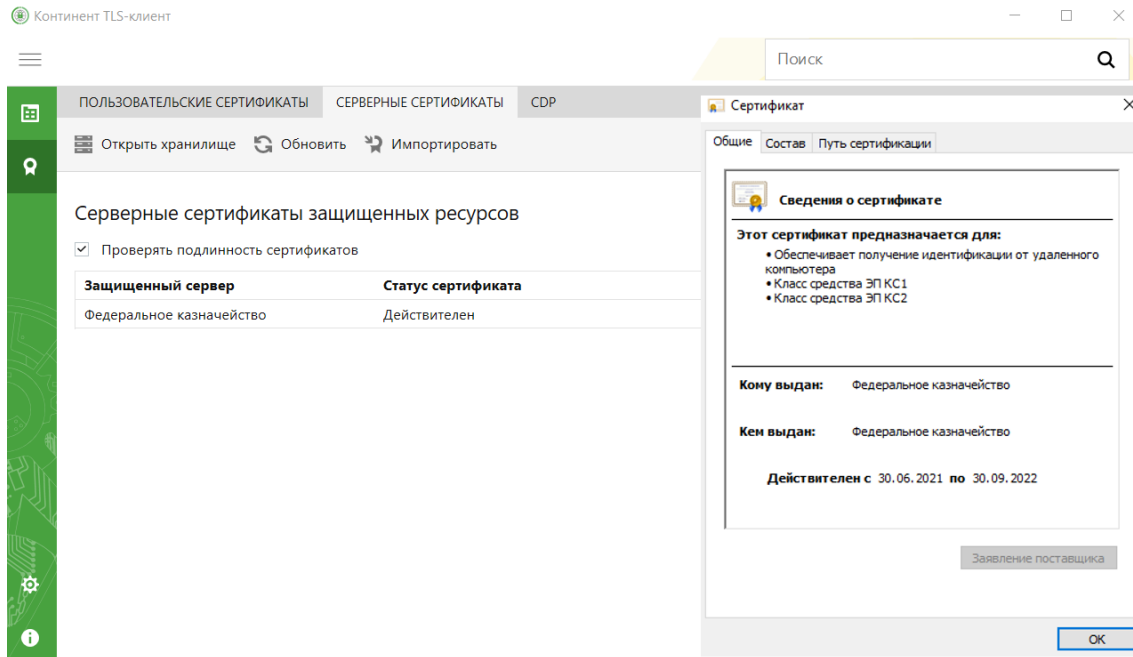 Континент TLS-клиент
Поиск
ПОЛЬЗОВАТЕЛЬСКИЕ СЕРТИФИКАТЫ СЕРВЕРНЫЕ СЕРТИФИКАТЫ CDP
Открыть хранилище Обновить Импортировать
Серверные сертификаты защищенных ресурсов
Проверять подлинность сертификатов
Защищенный сервер Статус сертификата
Федеральное казначейство Действителен
Сертификат
Общие Состав Путь сертификации
Сведения о сертификате
Этот сертификат предназначается для:
• Обеспечивает получение идентификации от удаленного
компьютера
• Класс средства ЭП КС1
• Класс средства ЭП КС2
Кому выдан: Федеральное казначейство
Кем выдан: Федеральное казначейство
Действителен с 30.06.2021 по 30.09.2022
Заявление поставщика
ОК